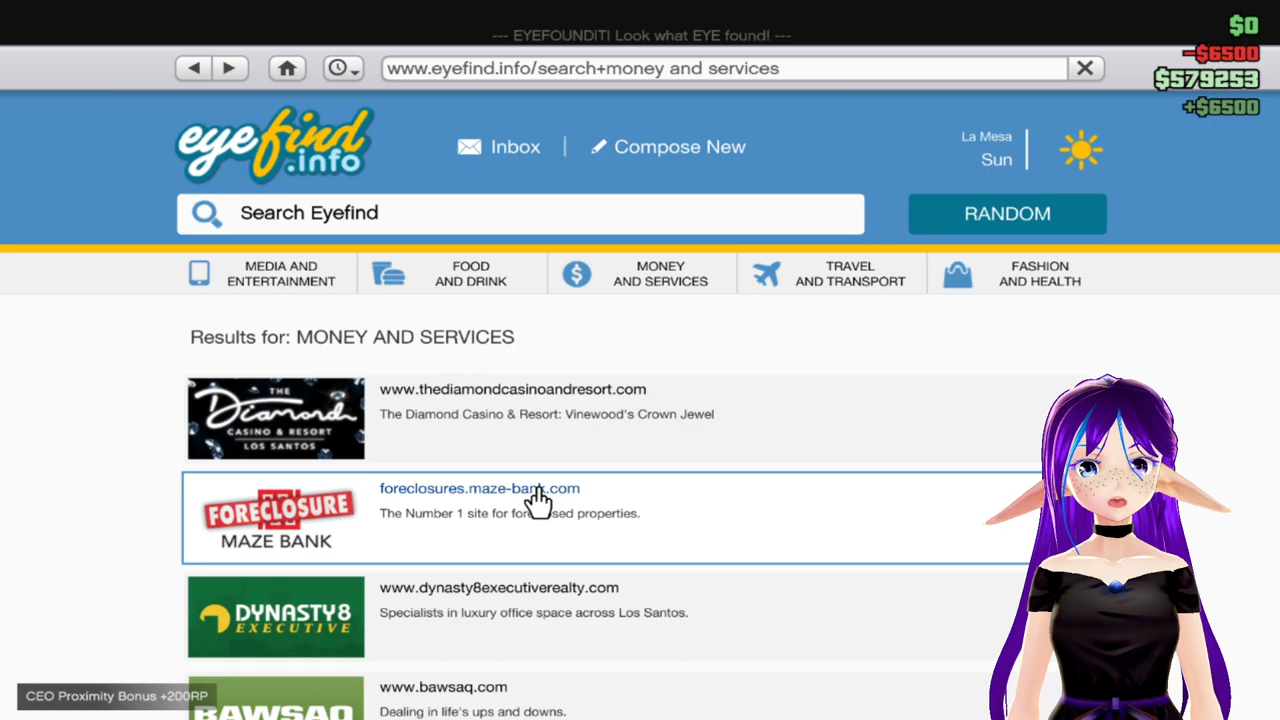 --- EYEFOUNDIT! Look what EYE found! ---
$0
-$6500
$579253
+$6500
www.eyefind.info/search+money and services
eyefind
.info
Inbox
Compose New
La Mesa
Sun
Search Eyefind
RANDOM
MEDIA AND
ENTERTAINMENT
FOOD
AND DRINK
MONEY
AND SERVICES
TRAVEL
AND TRANSPORT
FASHION
AND HEALTH
Results for: MONEY AND SERVICES
THE
Diamond
CASINO & RESORT
LOS SANTOS
www.thediamondcasinoandresort.com
The Diamond Casino & Resort: Vinewood's Crown Jewel
FORECLOSURE
MAZE BANK
foreclosures.maze-bank.com
The Number 1 site for foreclosed properties.
DYNASTY8
EXECUTIVE
www.dynasty8executiverealty.com
Specialists in luxury office space across Los Santos.
BAWSAQ
www.bawsaq.com
Dealing in life's ups and downs.
CEO Proximity Bonus +200RP